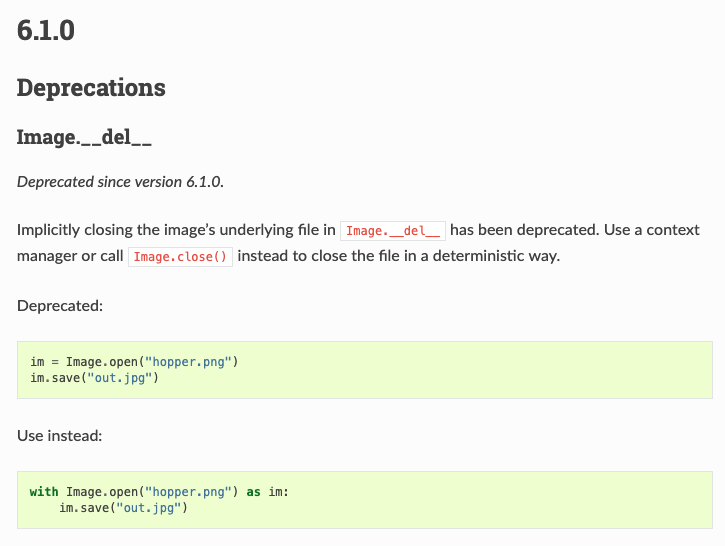 6.1.0
Deprecations
Image.__del__
Deprecated since version 6.1.0.
Implicitly closing the image’s underlying file in Image.__del__ has been deprecated. Use a context
manager or call Image.close() instead to close the file in a deterministic way.
Deprecated:
im = Image.open("hopper.png")
im.save("out.jpg")
Use instead:
with Image.open("hopper.png") as im:
    im.save("out.jpg")